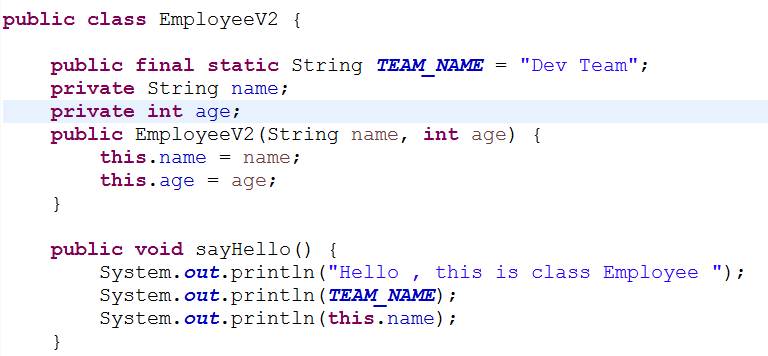 public class EmployeeV2 {
public final static String TEAM_NAME = "Dev Team";
private String name;
private int age;
public EmployeeV2(String name, int age) {
this.name = name;
this.age = age;
}
public void sayHello() {
System.out.println("Hello , this is class Employee ");
System.out.println(TEAM_NAME);
System.out.println(this.name);
}